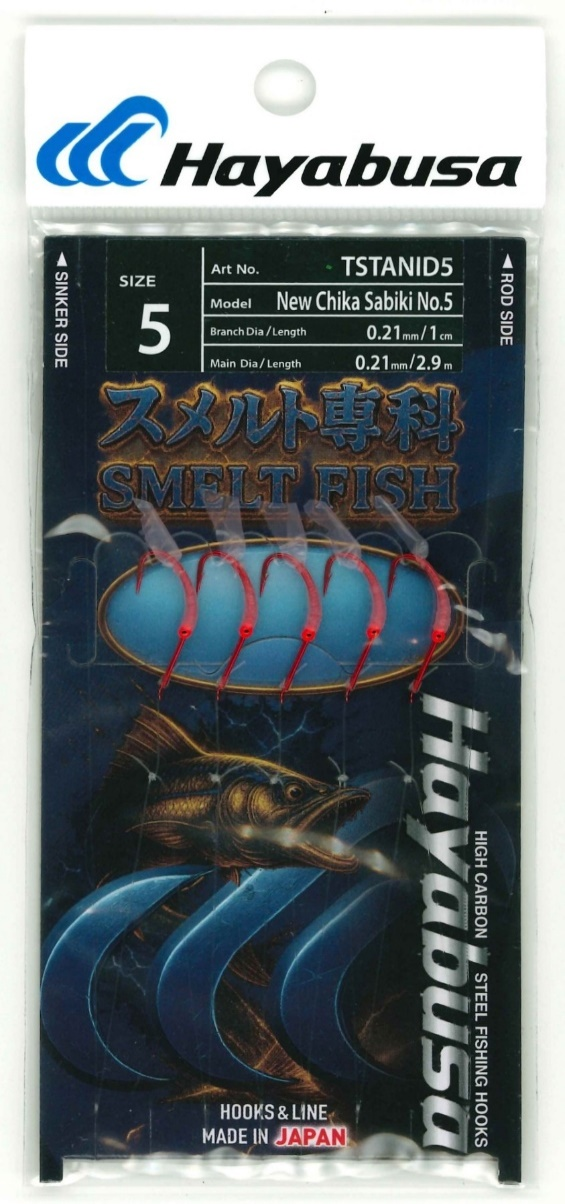 Hayabusa
◀ SINKER SIDE
SIZE
5
Art No. TSTANID5
Model New Chika Sabiki No.5
Branch Dia/Length 0.21mm/1cm
Main Dia/Length 0.21mm/2.9m
◀ ROD SIDE
スメルト専科
SMELT FISH
Hayabusa
HIGH CARBON STEEL FISHING HOOKS
HOOKS & LINE
MADE IN JAPAN